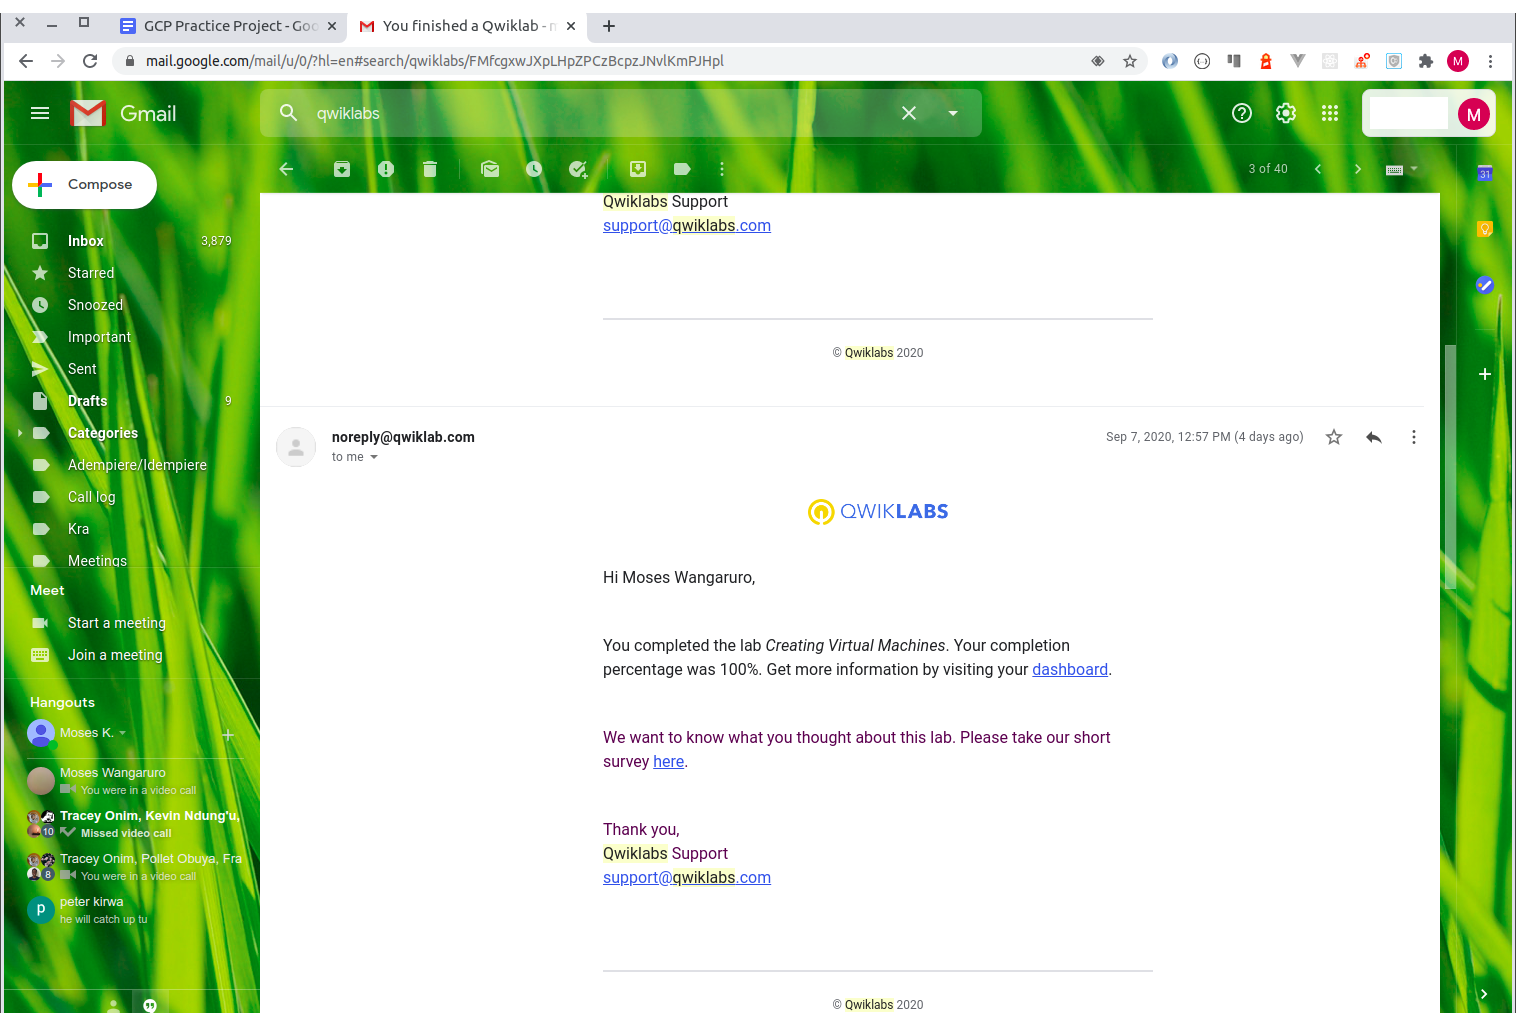 GCP Practice Project - Goo
You finished a Qwiklab - m
mail.google.com/mail/u/0/?hl=en#search/qwiklabs/FMfcgxwJXpLHpZPCzBcpzJNvlKmPJHpl
M
Gmail
qwiklabs
M
3 of 40
31
Compose
Inbox 3,879
Starred
Snoozed
Important
Sent
Drafts 9
Categories
Adempiere/Idempiere
Call log
Kra
Meetings
Meet
Start a meeting
Join a meeting
Hangouts
Moses K.
Moses Wangaruro
You were in a video call
Tracey Onim, Kevin Ndung'u,
10 Missed video call
Tracey Onim, Pollet Obuya, Fra
8 You were in a video call
p
peter kirwa
he will catch up tu
Qwiklabs Support
support@qwiklabs.com
© Qwiklabs 2020
noreply@qwiklab.com
Sep 7, 2020, 12:57 PM (4 days ago)
to me
QWIKLABS
Hi Moses Wangaruro,
You completed the lab Creating Virtual Machines. Your completion
percentage was 100%. Get more information by visiting your dashboard.
We want to know what you thought about this lab. Please take our short
survey here.
Thank you,
Qwiklabs Support
support@qwiklabs.com
© Qwiklabs 2020